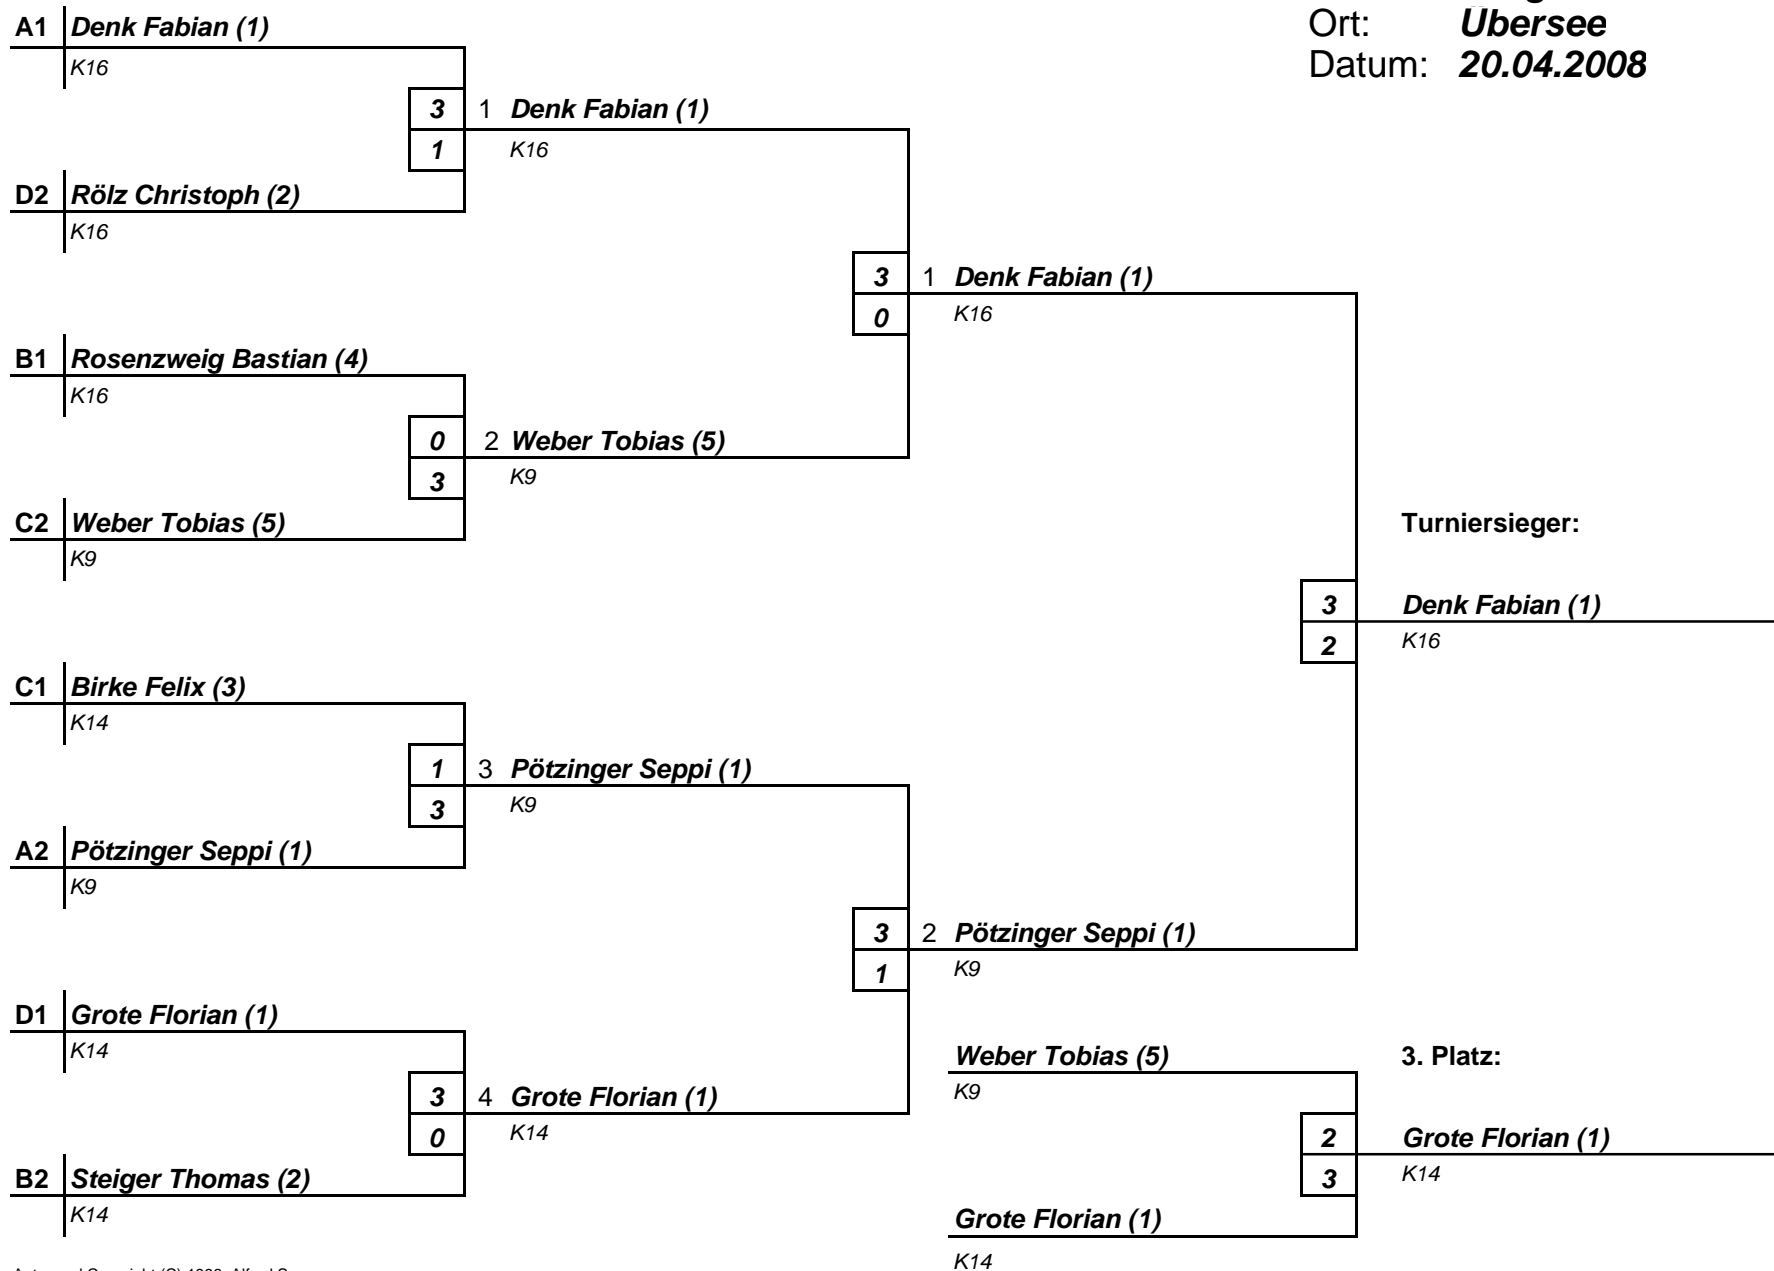 Ort: Übersee
Datum: 20.04.2008
A1 Denk Fabian (1)
K16
3 1 Denk Fabian (1)
1 K16
D2 Rölz Christoph (2)
K16
3 1 Denk Fabian (1)
0 K16
B1 Rosenzweig Bastian (4)
K16
0 2 Weber Tobias (5)
3 K9
C2 Weber Tobias (5)
K9
Turniersieger:
3 Denk Fabian (1)
2 K16
C1 Birke Felix (3)
K14
1 3 Pötzinger Seppi (1)
3 K9
A2 Pötzinger Seppi (1)
K9
3 2 Pötzinger Seppi (1)
1 K9
D1 Grote Florian (1)
K14
Weber Tobias (5)
K9
3. Platz:
3 4 Grote Florian (1)
0 K14
2 Grote Florian (1)
3 K14
B2 Steiger Thomas (2)
K14
Grote Florian (1)
K14